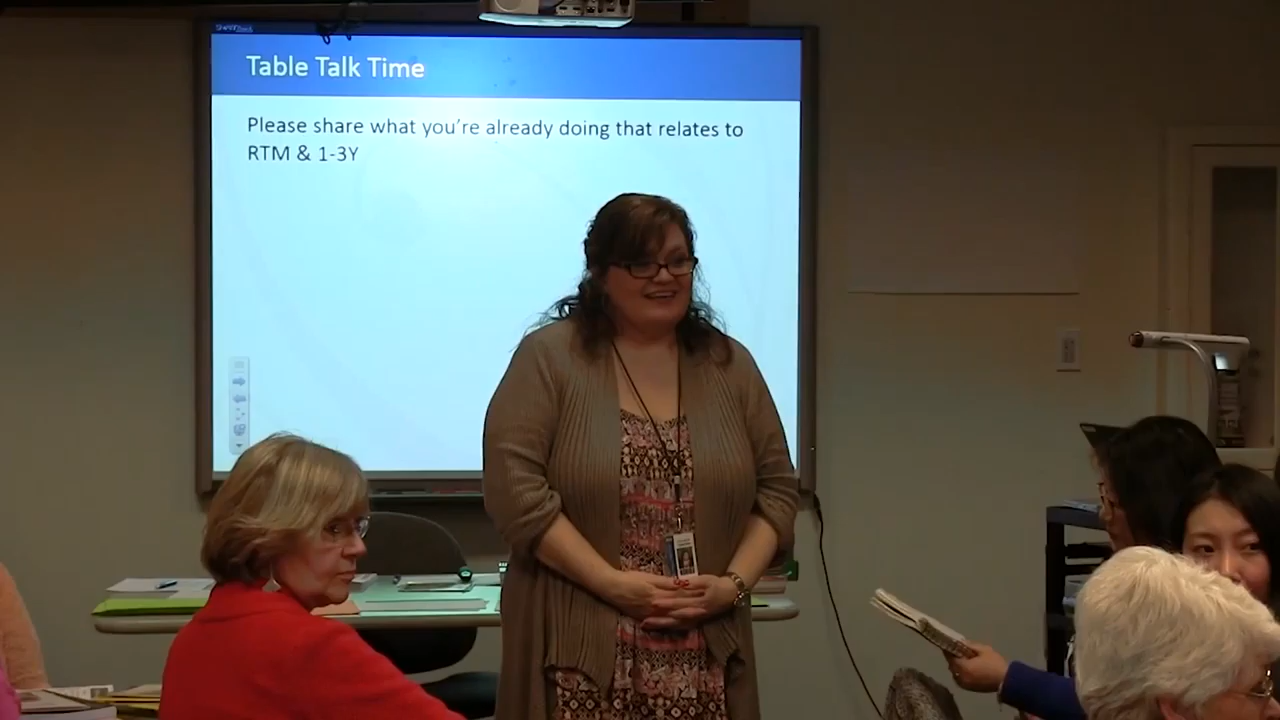 Table Talk Time
Please share what you're already doing that relates to
RTM & 1-3Y